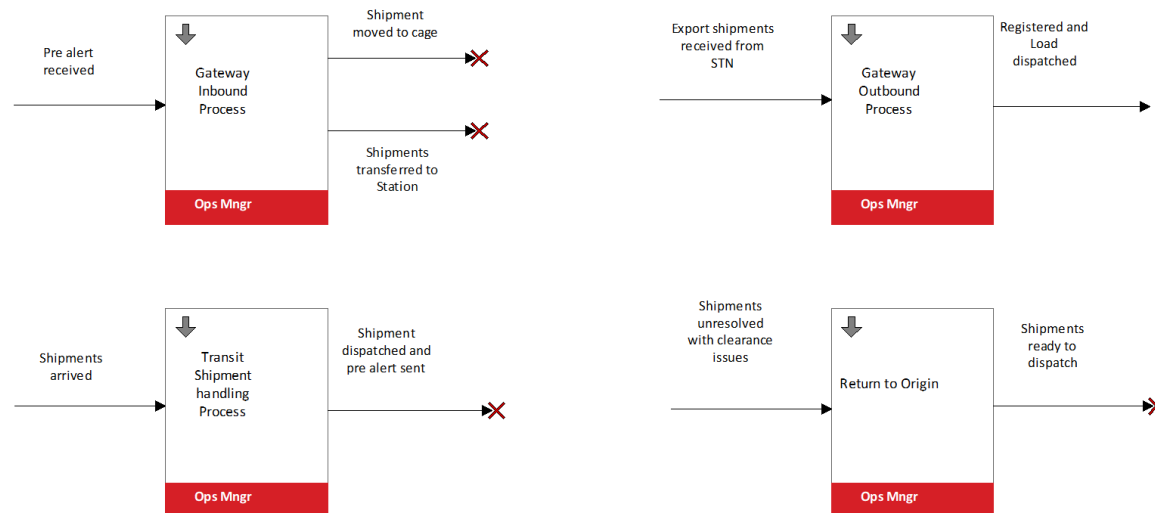 Pre alert
received
Gateway
Inbound
Process
Shipment
moved to cage
Shipments
transferred to
Station
Ops Mngr
Export shipments
received from
STN
Gateway
Outbound
Process
Registered and
Load
dispatched
Ops Mngr
Shipments
arrived
Transit
Shipment
handling
Process
Shipment
dispatched and
pre alert sent
Ops Mngr
Shipments
unresolved
with clearance
issues
Return to Origin
Shipments
ready to
dispatch
Ops Mngr